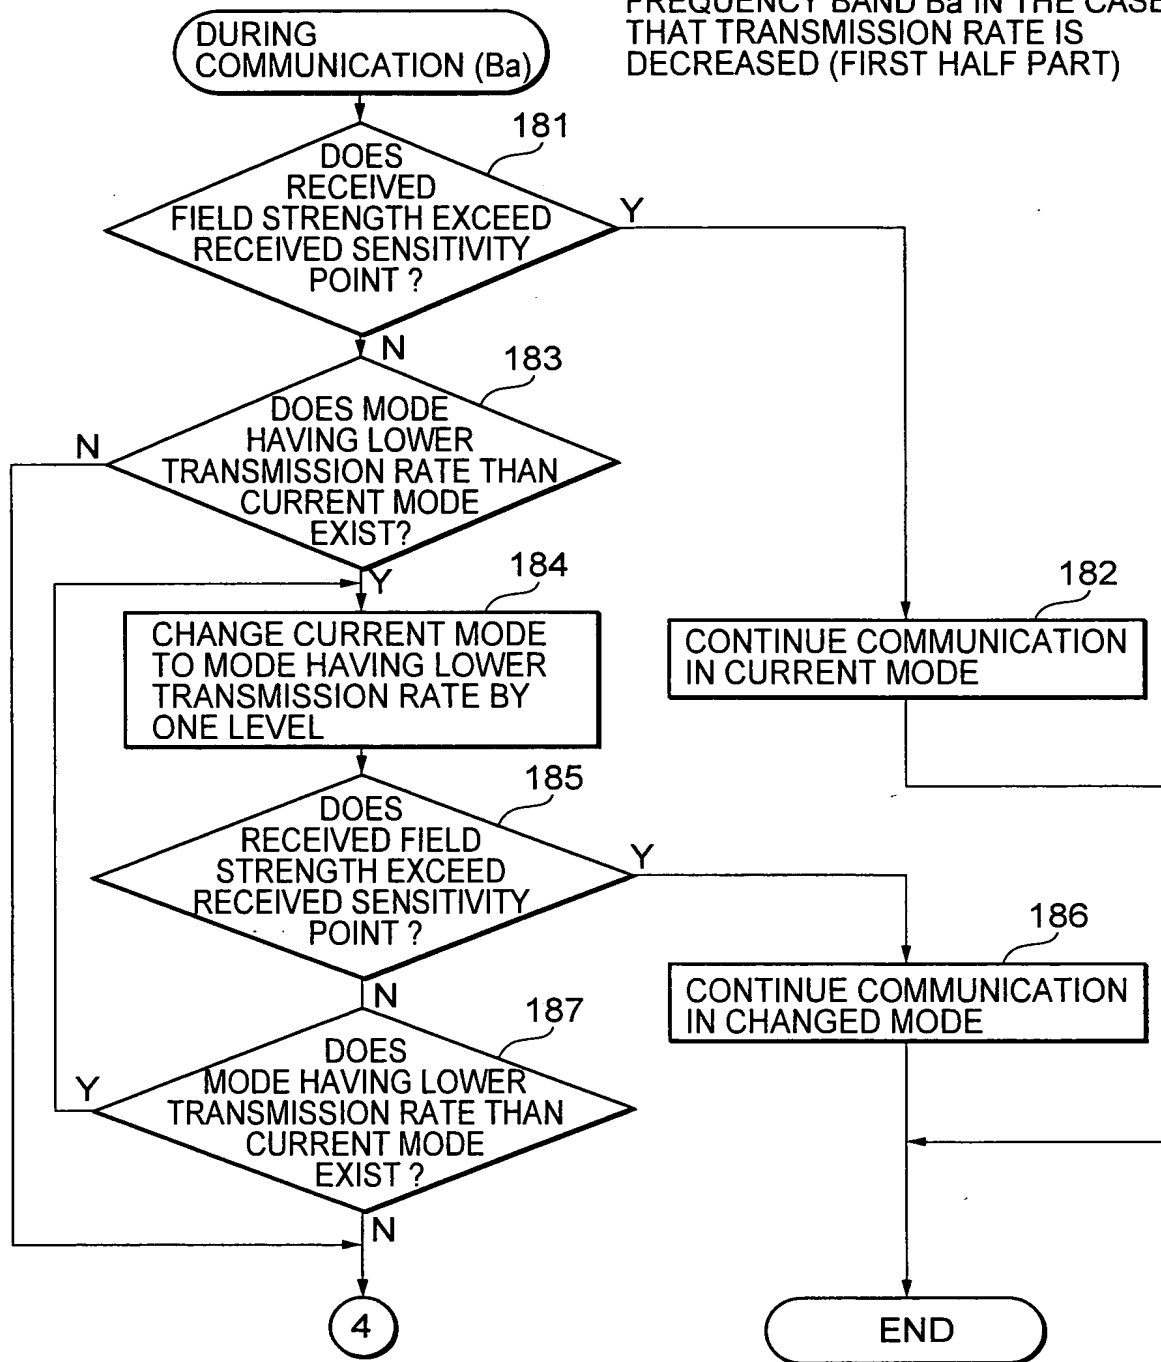 FREQUENCY BAND Ba IN THE CASE
THAT TRANSMISSION RATE IS
DECREASED (FIRST HALF PART)
DURING
COMMUNICATION (Ba)
181
DOES
RECEIVED
FIELD STRENGTH EXCEED
RECEIVED SENSITIVITY
POINT ?
Y
N
183
DOES MODE
HAVING LOWER
TRANSMISSION RATE THAN
CURRENT MODE
EXIST?
N
Y
184
CHANGE CURRENT MODE
TO MODE HAVING LOWER
TRANSMISSION RATE BY
ONE LEVEL
182
CONTINUE COMMUNICATION
IN CURRENT MODE
185
DOES
RECEIVED FIELD
STRENGTH EXCEED
RECEIVED SENSITIVITY
POINT ?
Y
N
186
CONTINUE COMMUNICATION
IN CHANGED MODE
187
DOES
MODE HAVING LOWER
TRANSMISSION RATE THAN
CURRENT MODE
EXIST ?
Y
N
4
END